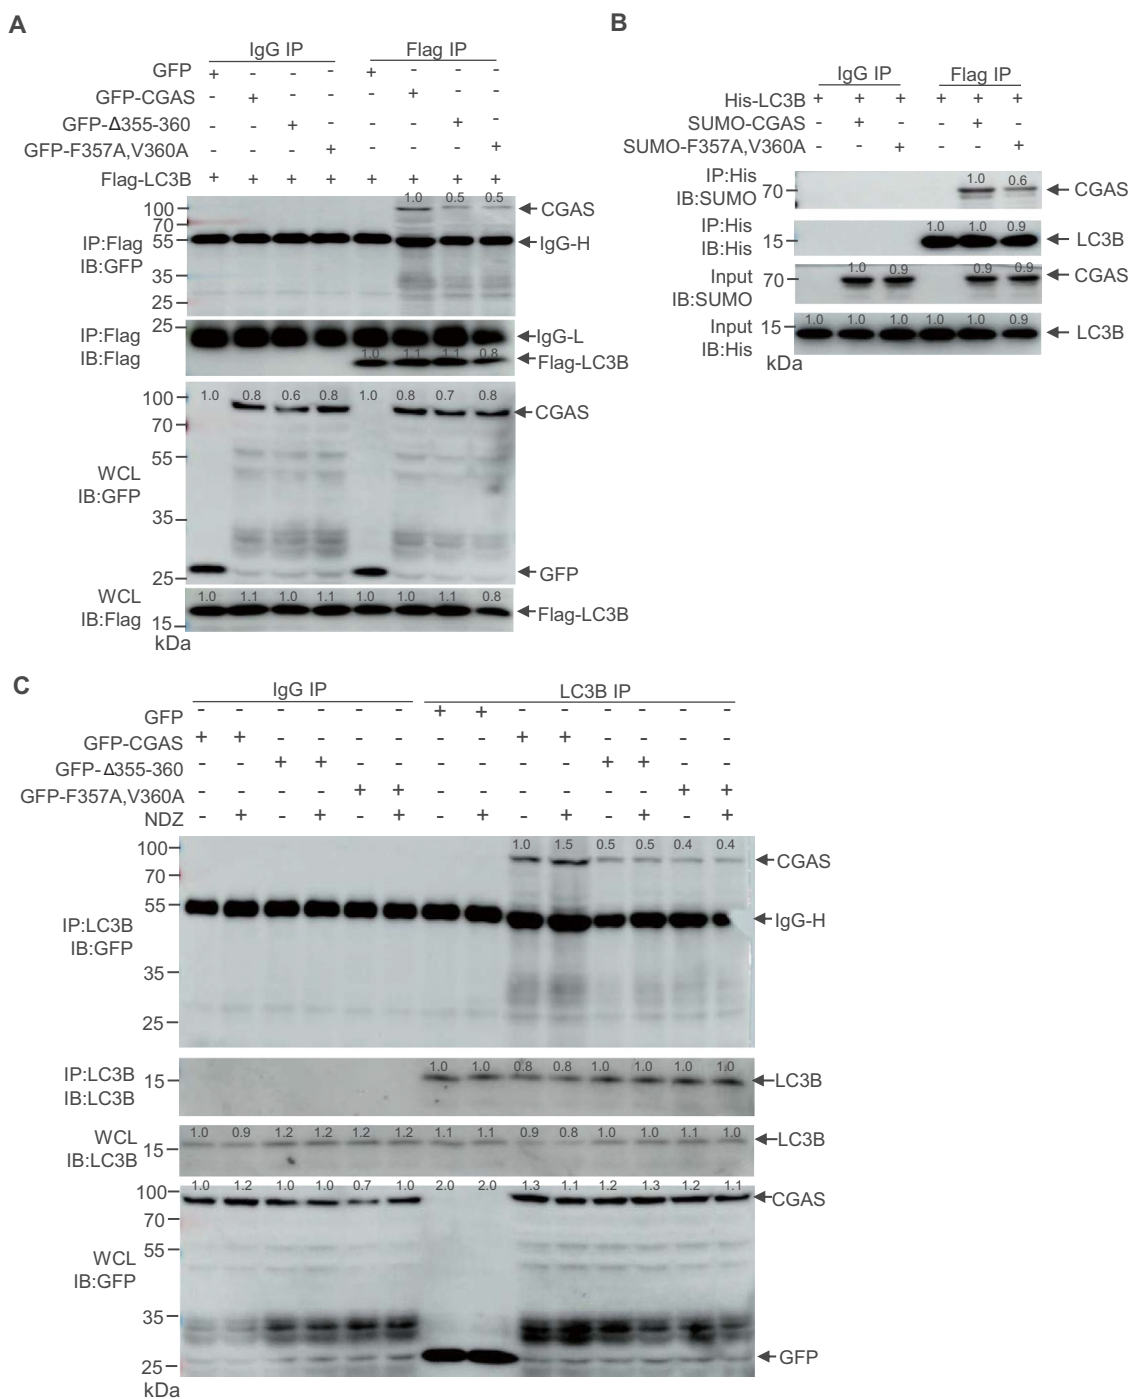 A
IgG IP Flag IP
GFP + - - - + - - -
GFP-CGAS - + - - - + - -
GFP-Δ355-360 - - + - - - + -
GFP-F357A,V360A - - - + - - - +
Flag-LC3B + + + + + + + +
1.0 0.5 0.5
100 CGAS
70
55 IgG-H
IP:Flag
IB:GFP
35
25
25
IP:Flag IgG-L
IB:Flag 1.0 1.1 1.1 0.8 Flag-LC3B
100 1.0 0.8 0.6 0.8 1.0 0.8 0.7 0.8 CGAS
70
55
WCL
IB:GFP
35
25 GFP
WCL 1.0 1.1 1.0 1.1 1.0 1.0 1.1 0.8
IB:Flag Flag-LC3B
15
kDa
B
IgG IP Flag IP
His-LC3B + + + + + +
SUMO-CGAS - + - - + -
SUMO-F357A,V360A - - + - - +
IP:His 1.0 0.6
IB:SUMO 70 CGAS
IP:His 1.0 1.0 0.9
IB:His 15 LC3B
Input 70 1.0 0.9 0.9 0.9 CGAS
IB:SUMO
Input 15 1.0 1.0 1.0 1.0 1.0 0.9 LC3B
IB:His
kDa
C
IgG IP LC3B IP
GFP - - - - - - + + - - - - - -
GFP-CGAS + + - - - - - - + + - - - -
GFP-Δ355-360 - - + + - - - - - - + + - -
GFP-F357A,V360A - - - - + + - - - - - - + +
NDZ - + - + - + - + - + - + - +
100 1.0 1.5 0.5 0.5 0.4 0.4 CGAS
70
55 IgG-H
IP:LC3B
IB:GFP
35
25
IP:LC3B 1.0 1.0 0.8 0.8 1.0 1.0 1.0 1.0
IB:LC3B 15 LC3B
WCL 1.0 0.9 1.2 1.2 1.2 1.2 1.1 1.1 0.9 0.8 1.0 1.0 1.1 1.0 LC3B
IB:LC3B 15
100 1.0 1.2 1.0 1.0 0.7 1.0 2.0 2.0 1.3 1.1 1.2 1.3 1.2 1.1 CGAS
70
55
WCL
IB:GFP
35
25 GFP
kDa